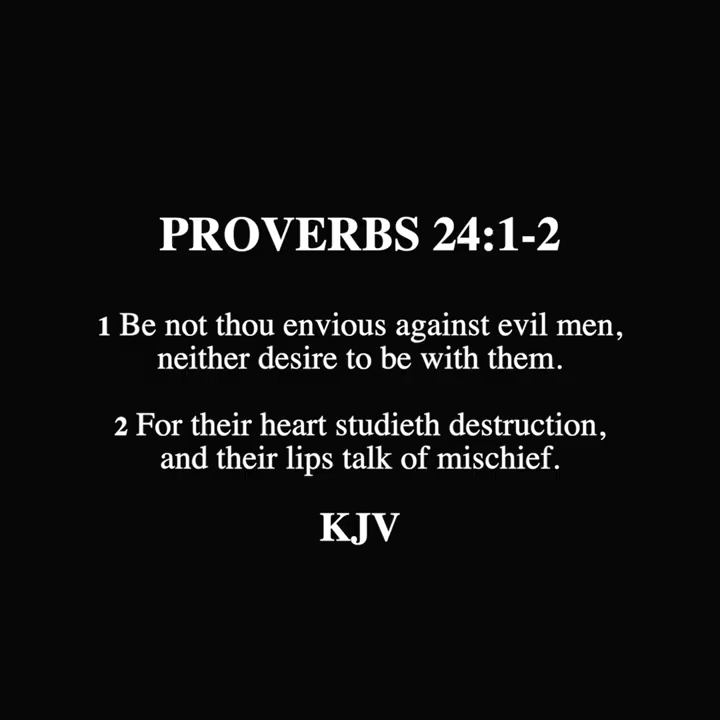 PROVERBS 24:1-2
1 Be not thou envious against evil men,
neither desire to be with them.
2 For their heart studieth destruction,
and their lips talk of mischief.
KJV